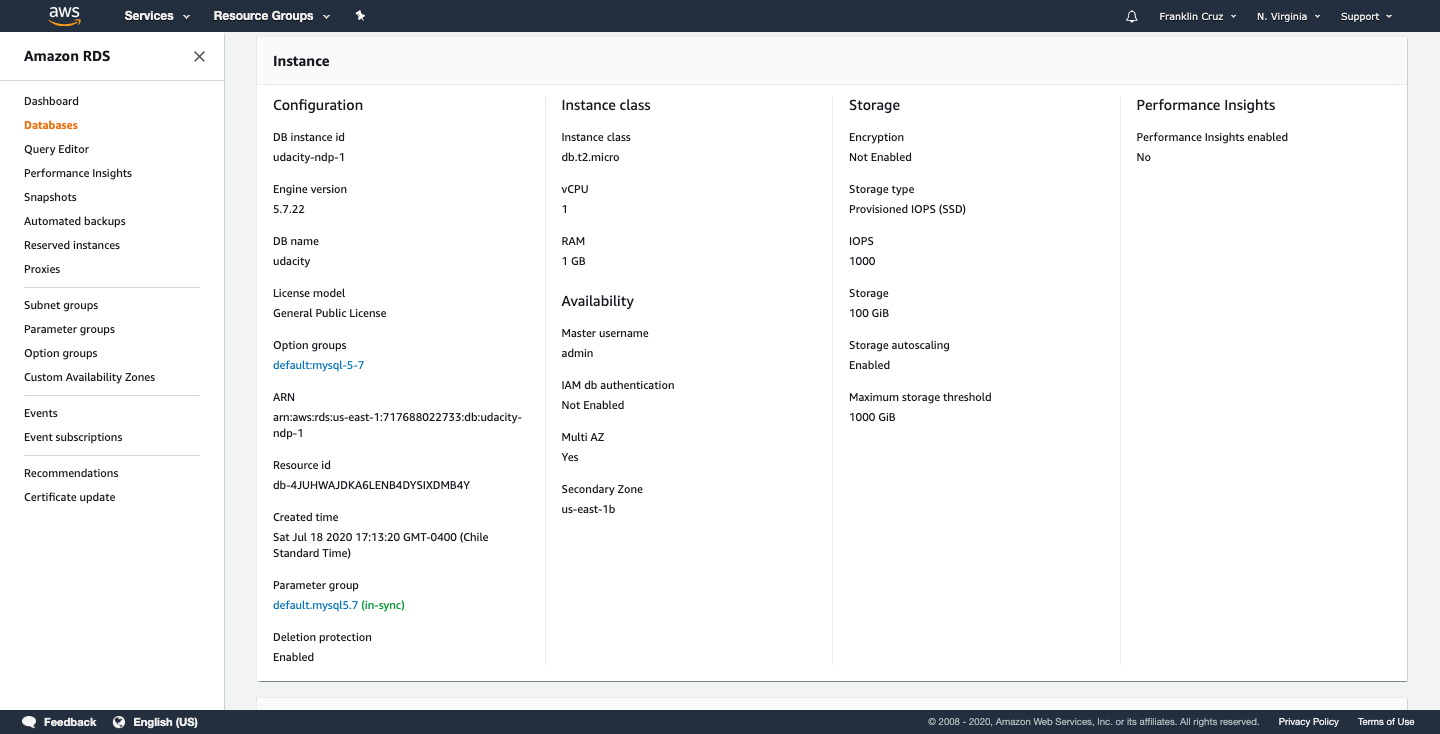 aws
Services
Resource Groups
Franklin Cruz
N. Virginia
Support
Amazon RDS
Dashboard
Databases
Query Editor
Performance Insights
Snapshots
Automated backups
Reserved instances
Proxies
Subnet groups
Parameter groups
Option groups
Custom Availability Zones
Events
Event subscriptions
Recommendations
Certificate update
Instance
Configuration
DB instance id
udacity-ndp-1
Engine version
5.7.22
DB name
udacity
License model
General Public License
Option groups
default:mysql-5-7
ARN
arn:aws:rds:us-east-1:717688022733:db:udacity-
ndp-1
Resource id
db-4JUHWAJDKA6LENB4DYSIXDMB4Y
Created time
Sat Jul 18 2020 17:13:20 GMT-0400 (Chile
Standard Time)
Parameter group
default.mysql5.7 (in-sync)
Deletion protection
Enabled
Instance class
Instance class
db.t2.micro
vCPU
1
RAM
1 GB
Availability
Master username
admin
IAM db authentication
Not Enabled
Multi AZ
Yes
Secondary Zone
us-east-1b
Storage
Encryption
Not Enabled
Storage type
Provisioned IOPS (SSD)
IOPS
1000
Storage
100 GiB
Storage autoscaling
Enabled
Maximum storage threshold
1000 GiB
Performance Insights
Performance Insights enabled
No
Feedback
English (US)
© 2008 - 2020, Amazon Web Services, Inc. or its affiliates. All rights reserved.
Privacy Policy
Terms of Use